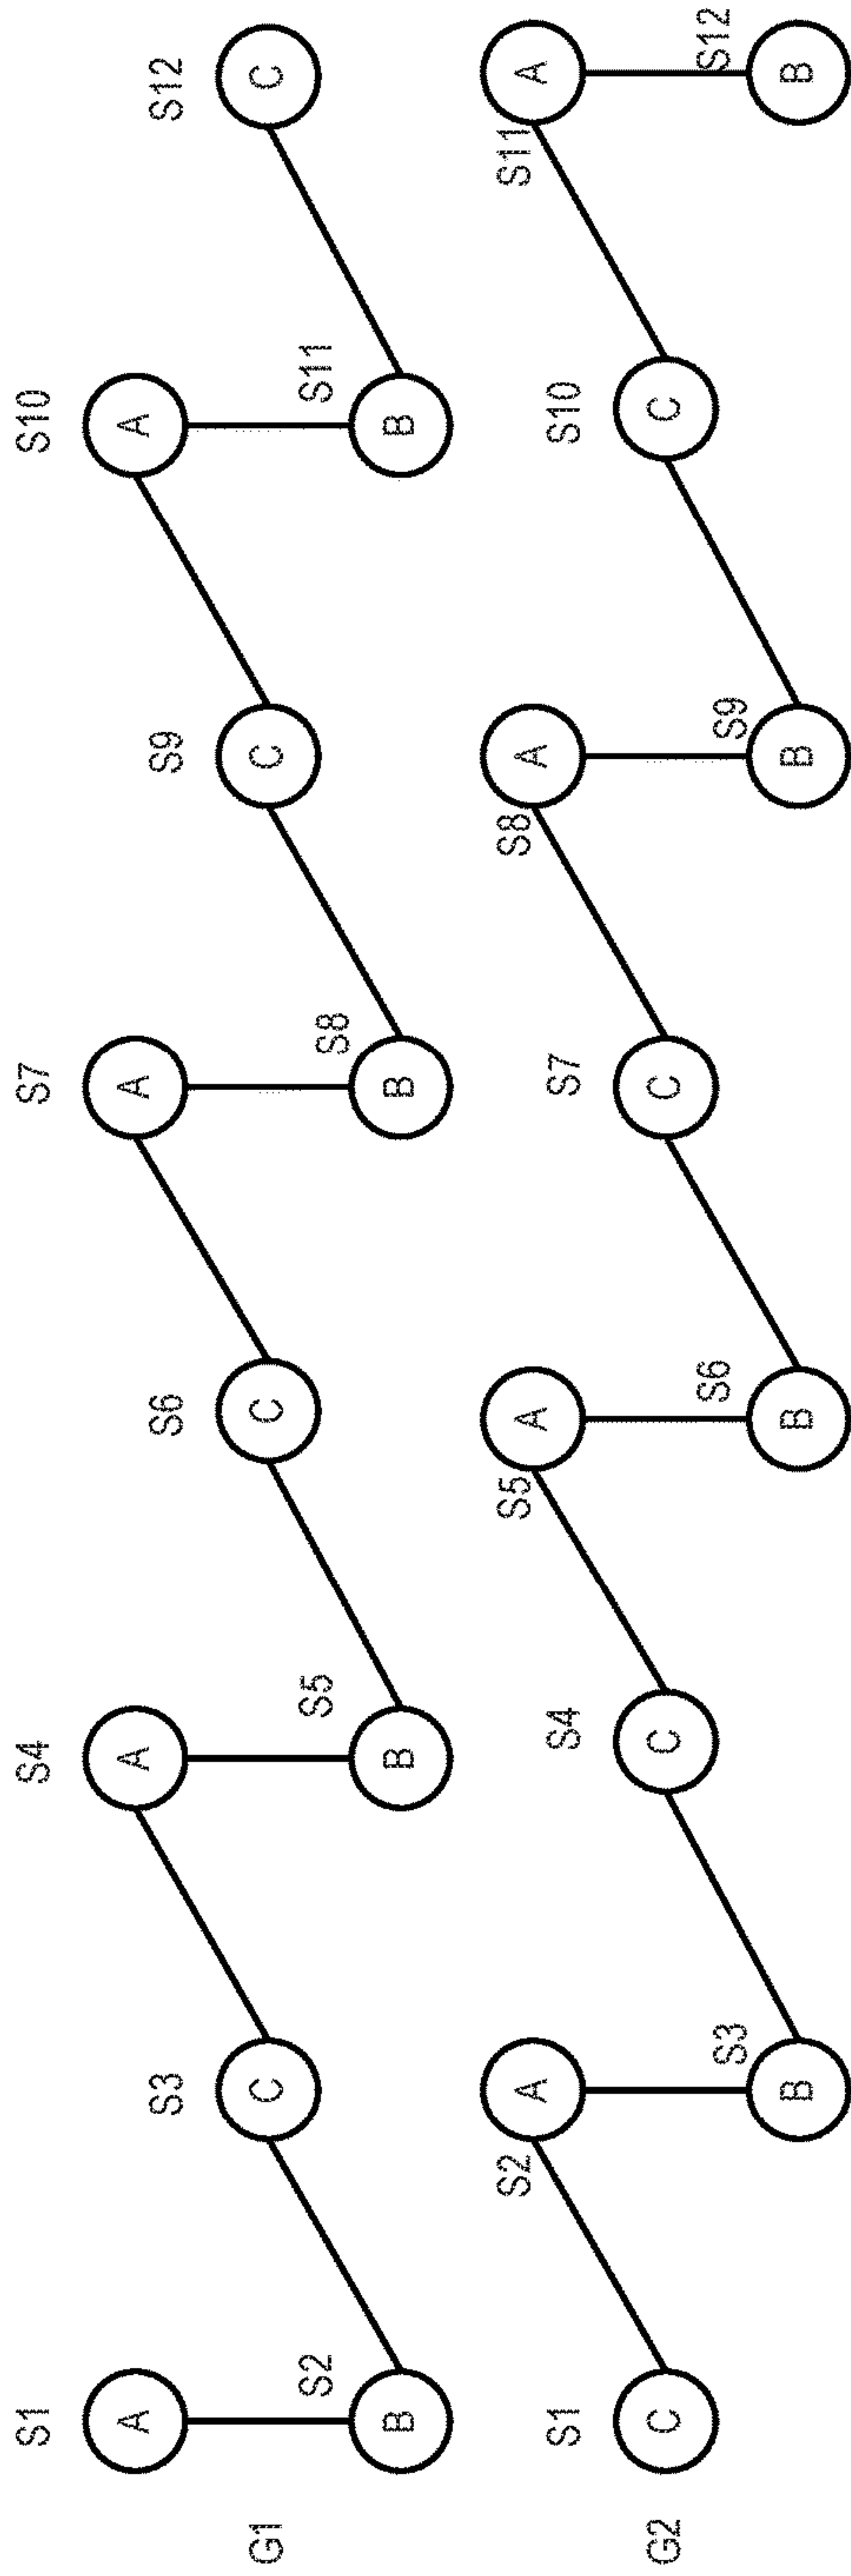 S1 S4 S7 S10
A A A A
S3 S6 S9 S12
G1 C C C C
S2 S5 S8 S11
B B B B
S2 A S5 A S8 A S11 A
S1 S4 S7 S10
G2 C C C C
S3 S6 S9 S12
B B B B